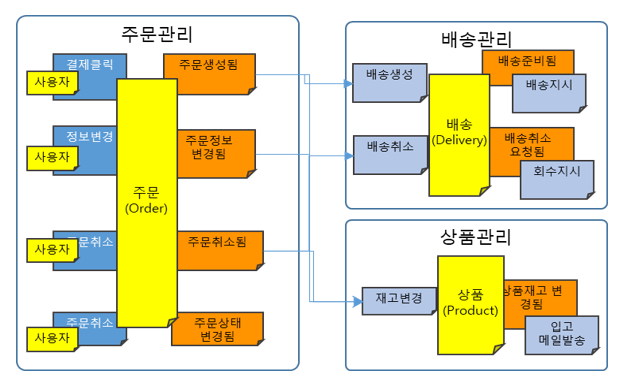 주문관리
결제클릭
사용자
주문생성됨
정보변경
사용자
주문정보
변경됨
주문
(Order)
주문취소
사용자
주문취소됨
주문취소
사용자
주문상태
변경됨
배송관리
배송생성
배송준비됨
배송지시
배송
(Delivery)
배송취소
배송취소
요청됨
회수지시
상품관리
재고변경
상품
(Product)
상품재고 변
경됨
입고
메일발송